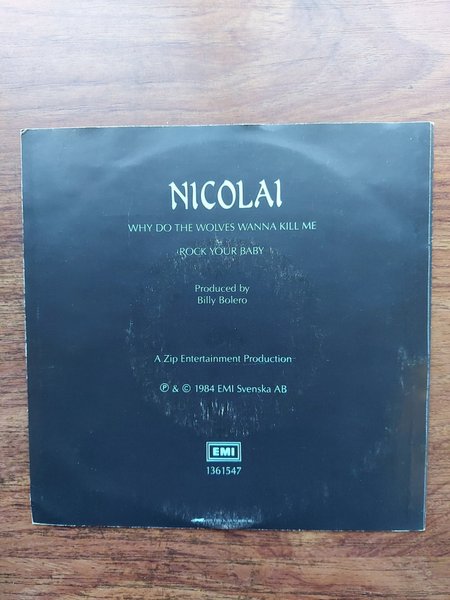 NICOLAI
WHY DO THE WOLVES WANNA KILL ME
ROCK YOUR BABY
Produced by
Billy Bolero
A Zip Entertainment Production
℗ & © 1984 EMI Svenska AB
EMI
1361547